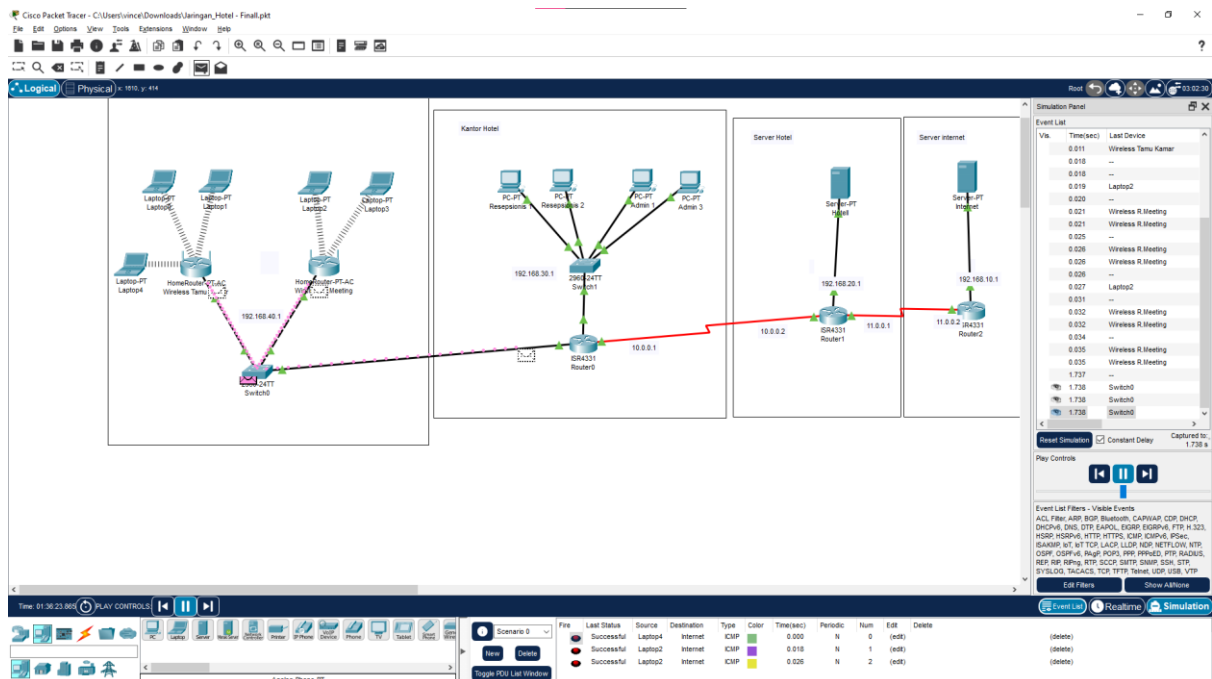 Cisco Packet Tracer - C:\Users\vince\Downloads\Jaringan_Hotel - Finall.pkt
File Edit Options View Tools Extensions Window Help
?
Logical Physical x: 1610, y: 414
Root 03:02:30
Kantor Hotel
Server Hotel
Server internet
Laptop-PT
Laptop1
Laptop-PT
Laptop2
Laptop-PT
Laptop3
Laptop-PT
Laptop4
HomeRouter-PT-AC
Wireless Tamu
HomeRouter-PT-AC
Meeting
PC-PT
Resepsionis 1
PC-PT
Resepsionis 2
PC-PT
Admin 1
PC-PT
Admin 3
Server-PT
Hotell
Server-PT
Internet
192.168.30.1
2960-24TT
Switch1
192.168.20.1
192.168.10.1
192.168.40.1
10.0.0.1
10.0.0.2
11.0.0.1
11.0.0.2
ISR4331
Router0
ISR4331
Router1
ISR4331
Router2
2960-24TT
Switch0
Simulation Panel
Event List
Vis. Time(sec) Last Device
0.011 Wireless Tamu Kamar
0.018 --
0.018 --
0.019 Laptop2
0.020 --
0.021 Wireless R.Meeting
0.021 Wireless R.Meeting
0.025 --
0.026 Wireless R.Meeting
0.026 Wireless R.Meeting
0.026 --
0.027 Laptop2
0.031 --
0.032 Wireless R.Meeting
0.032 Wireless R.Meeting
0.034 --
0.035 Wireless R.Meeting
0.035 Wireless R.Meeting
1.737 --
1.738 Switch0
1.738 Switch0
1.738 Switch0
Reset Simulation Constant Delay Captured to:
1.738 s
Play Controls
Event List Filters - Visible Events
ACL Filter, ARP, BGP, Bluetooth, CAPWAP, CDP, DHCP,
DHCPv6, DNS, DTP, EAPOL, EIGRP, EIGRPv6, FTP, H.323,
HSRP, HSRPv6, HTTP, HTTPS, ICMP, ICMPv6, IPSec,
ISAKMP, IoT, IoT TCP, LACP, LLDP, NDP, NETFLOW, NTP,
OSPF, OSPFv6, PAgP, POP3, PPP, PPPoED, PTP, RADIUS,
REP, RIP, RIPng, RTP, SCCP, SMTP, SNMP, SSH, STP,
SYSLOG, TACACS, TCP, TFTP, Telnet, UDP, USB, VTP
Edit Filters Show All/None
Time: 01:36:23.865 PLAY CONTROLS:
Event List Realtime Simulation
PC Laptop Server Printer IP Phone Phone TV Tablet
Scenario 0
New Delete
Toggle PDU List Window
Fire Last Status Source Destination Type Color Time(sec) Periodic Num Edit Delete
Successful Laptop4 Internet ICMP 0.000 N 0 (edit) (delete)
Successful Laptop2 Internet ICMP 0.018 N 1 (edit) (delete)
Successful Laptop2 Internet ICMP 0.026 N 2 (edit) (delete)